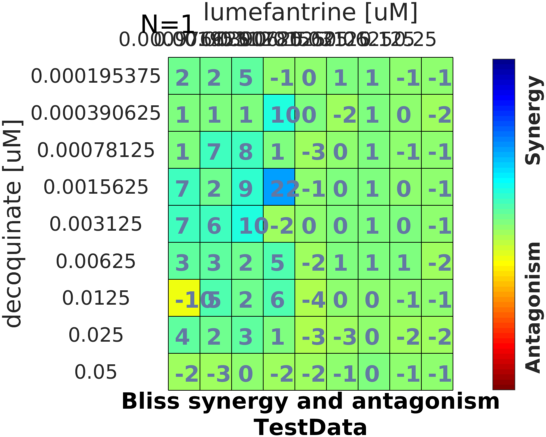 lumefantrine [uM]
N=1
0.000195375 2 2 5 -1 0 1 1 -1 -1
0.000390625 1 1 1 10 0 -2 1 0 -2
0.00078125 1 7 8 1 -3 0 1 -1 -1
0.0015625 7 2 9 22 -1 0 1 0 -1
0.003125 7 6 10 -2 0 0 1 0 -1
0.00625 3 3 2 5 -2 1 1 1 -2
0.0125 -10 6 2 6 -4 0 0 -1 -1
0.025 4 2 3 1 -3 -3 0 -2 -2
0.05 -2 -3 0 -2 -2 -1 0 -1 -2
decoquinate [uM]
Synergy
Antagonism
Bliss synergy and antagonism
TestData